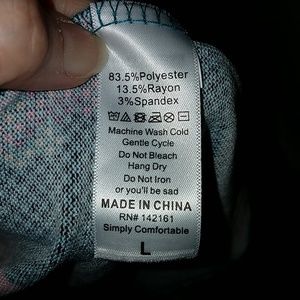 83.5%Polyester
13.5%Rayon
3%Spandex
Machine Wash Cold
Gentle Cycle
Do Not Bleach
Hang Dry
Do Not Iron
or you'll be sad
MADE IN CHINA
RN# 142161
Simply Comfortable
L